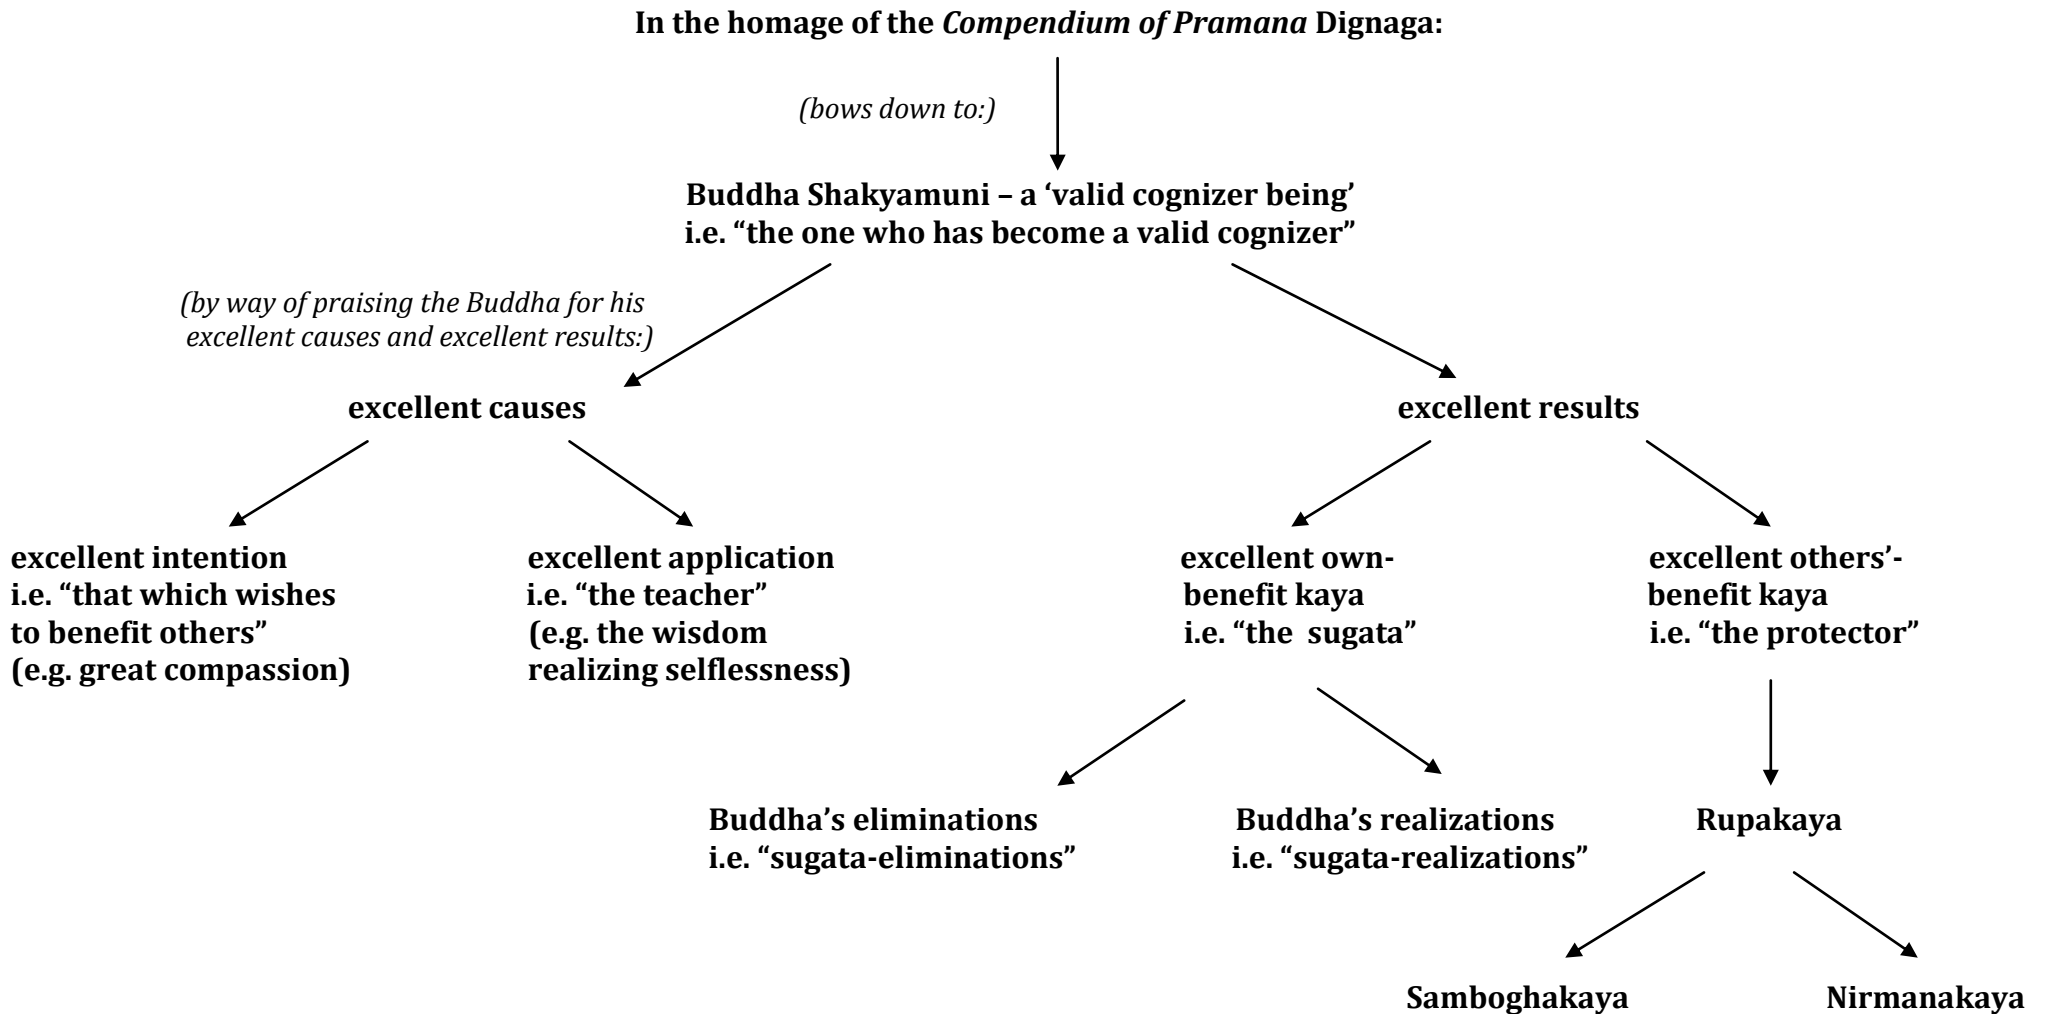 In the homage of the Compendium of Pramana Dignaga:
(bows down to:)
Buddha Shakyamuni – a ‘valid cognizer being’
i.e. “the one who has become a valid cognizer”
(by way of praising the Buddha for his
excellent causes and excellent results:)
excellent causes
excellent results
excellent intention
i.e. “that which wishes
to benefit others”
(e.g. great compassion)
excellent application
i.e. “the teacher”
(e.g. the wisdom
realizing selflessness)
excellent own-
benefit kaya
i.e. “the sugata”
excellent others’-
benefit kaya
i.e. “the protector”
Buddha’s eliminations
i.e. “sugata-eliminations”
Buddha’s realizations
i.e. “sugata-realizations”
Rupakaya
Samboghakaya
Nirmanakaya